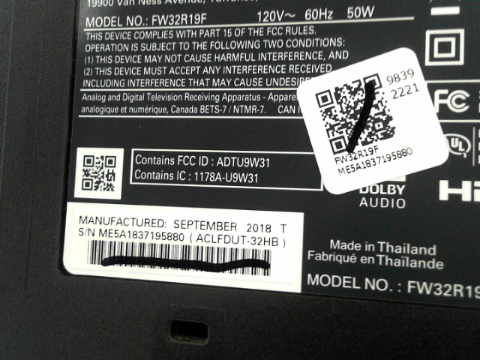 19900 Van Ness Avenue,
MODEL NO.: FW32R19F 120V~ 60Hz 50W
THIS DEVICE COMPLIES WITH PART 15 OF THE FCC RULES.
OPERATION IS SUBJECT TO THE FOLLOWING TWO CONDITIONS:
(1) THIS DEVICE MAY NOT CAUSE HARMFUL INTERFERENCE, AND
(2) THIS DEVICE MUST ACCEPT ANY INTERFERENCE RECEIVED,
INCLUDING INTERFERENCE THAT MAY CAUSE UNDESIRE
Analog and Digital Television Receiving Apparatus -
analogique et numérique, Canada BETS-7 / NTMR-7. CAN
9839
2221
FW32R19F
ME5A1837195880
FC
UL
Contains FCC ID : ADTU9W31
Contains IC : 1178A-U9W31
DOLBY
AUDIO
MANUFACTURED: SEPTEMBER 2018 T
S/N ME5A1837195880 ( ACLFDUT-32HB )
Made in Thailand
Fabriqué en Thaïlande
MODEL NO.: FW32R19